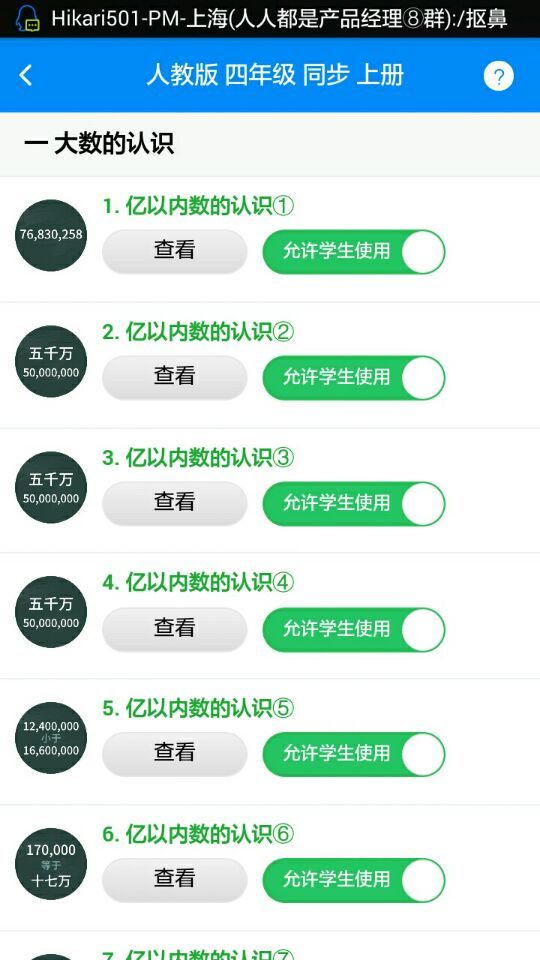 Hikari501-PM-上海(人人都是产品经理⑧群):/抠鼻
人教版 四年级 同步 上册
?
一 大数的认识
76,830,258
1. 亿以内数的认识①
查看
允许学生使用
五千万
50,000,000
2. 亿以内数的认识②
查看
允许学生使用
五千万
50,000,000
3. 亿以内数的认识③
查看
允许学生使用
五千万
50,000,000
4. 亿以内数的认识④
查看
允许学生使用
12,400,000
小于
16,600,000
5. 亿以内数的认识⑤
查看
允许学生使用
170,000
等于
十七万
6. 亿以内数的认识⑥
查看
允许学生使用
7. 亿以内数的认识⑦